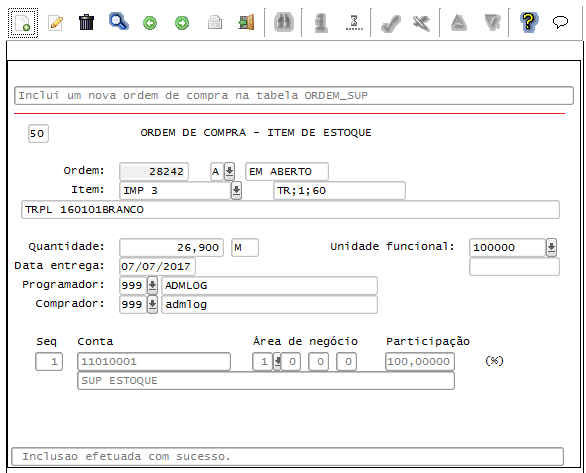 Inclui um nova ordem de compra na tabela ORDEM_SUP
50 ORDEM DE COMPRA - ITEM DE ESTOQUE
Ordem: 28242 A EM ABERTO
Item: IMP 3 TR;1;60
TRPL 160101BRANCO
Quantidade: 26,900 M Unidade funcional: 100000
Data entrega: 07/07/2017
Programador: 999 ADMLOG
Comprador: 999 admlog
Seq Conta Área de negócio Participação
1 11010001 1 0 0 0 100,00000 (%)
SUP ESTOQUE
Inclusao efetuada com sucesso.